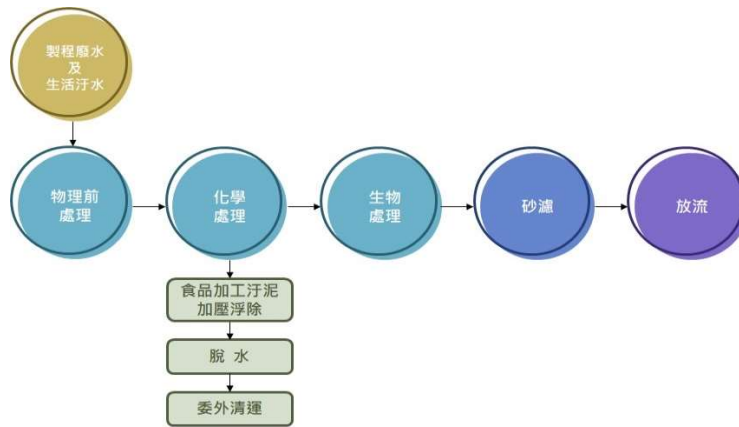 製程廢水
及
生活汙水
物理前
處理
化學
處理
生物
處理
砂濾
放流
食品加工汙泥
加壓浮除
脫 水
委外清運